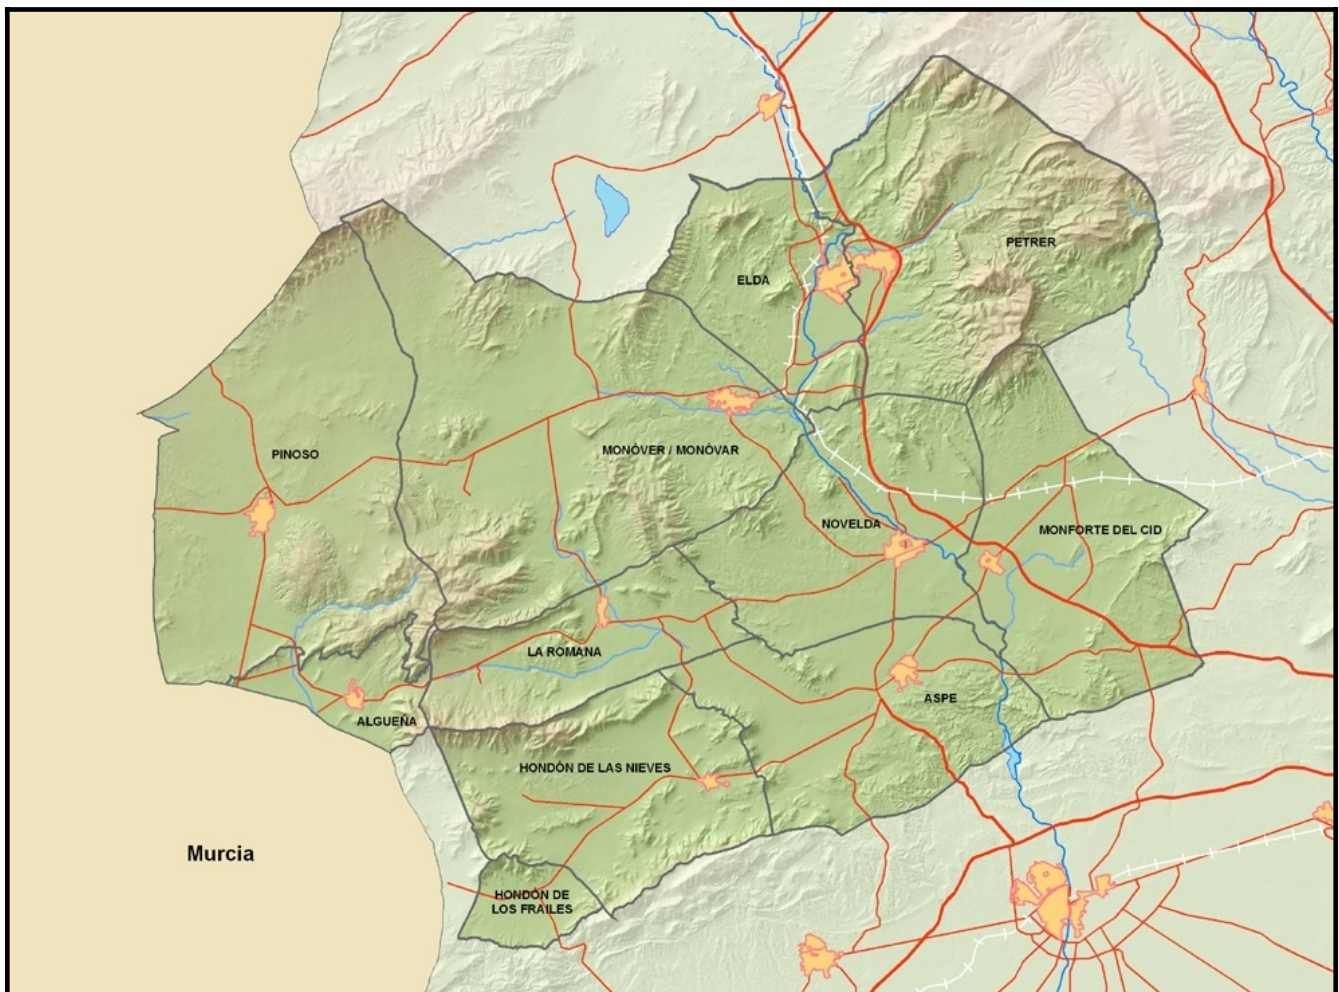 PETRER
ELDA
PINOSO
MONÒVER / MONÓVAR
NOVELDA
MONFORTE DEL CID
LA ROMANA
ASPE
ALGUEÑA
HONDÓN DE LAS NIEVES
Murcia
HONDÓN DE
LOS FRAILES